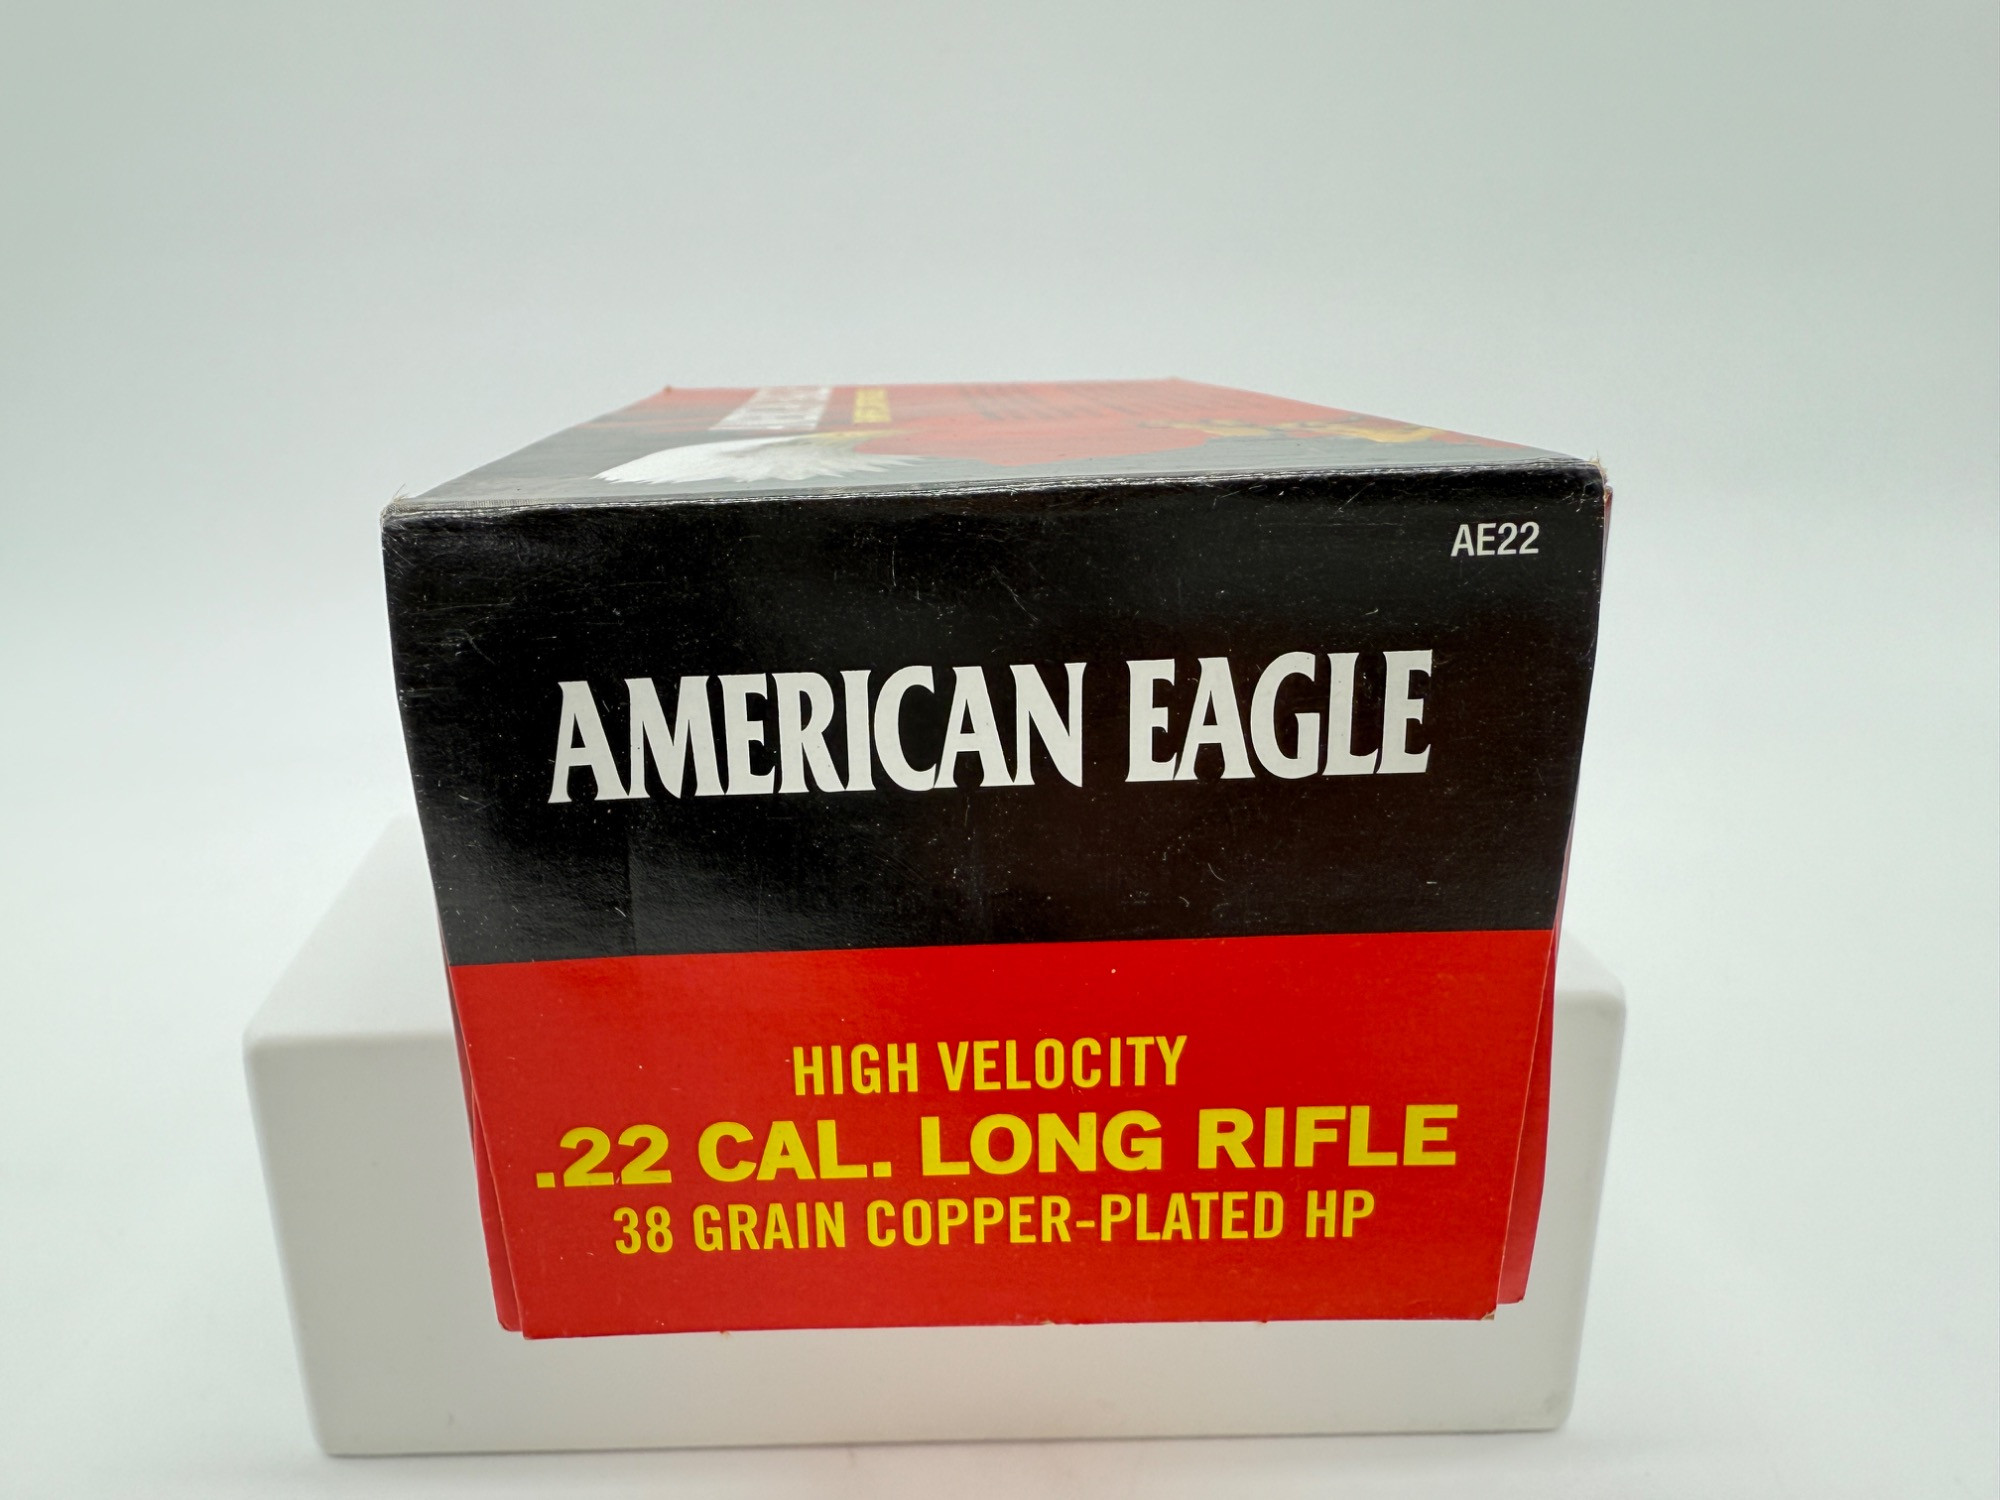 AE22
AMERICAN EAGLE
HIGH VELOCITY
.22 CAL. LONG RIFLE
38 GRAIN COPPER-PLATED HP